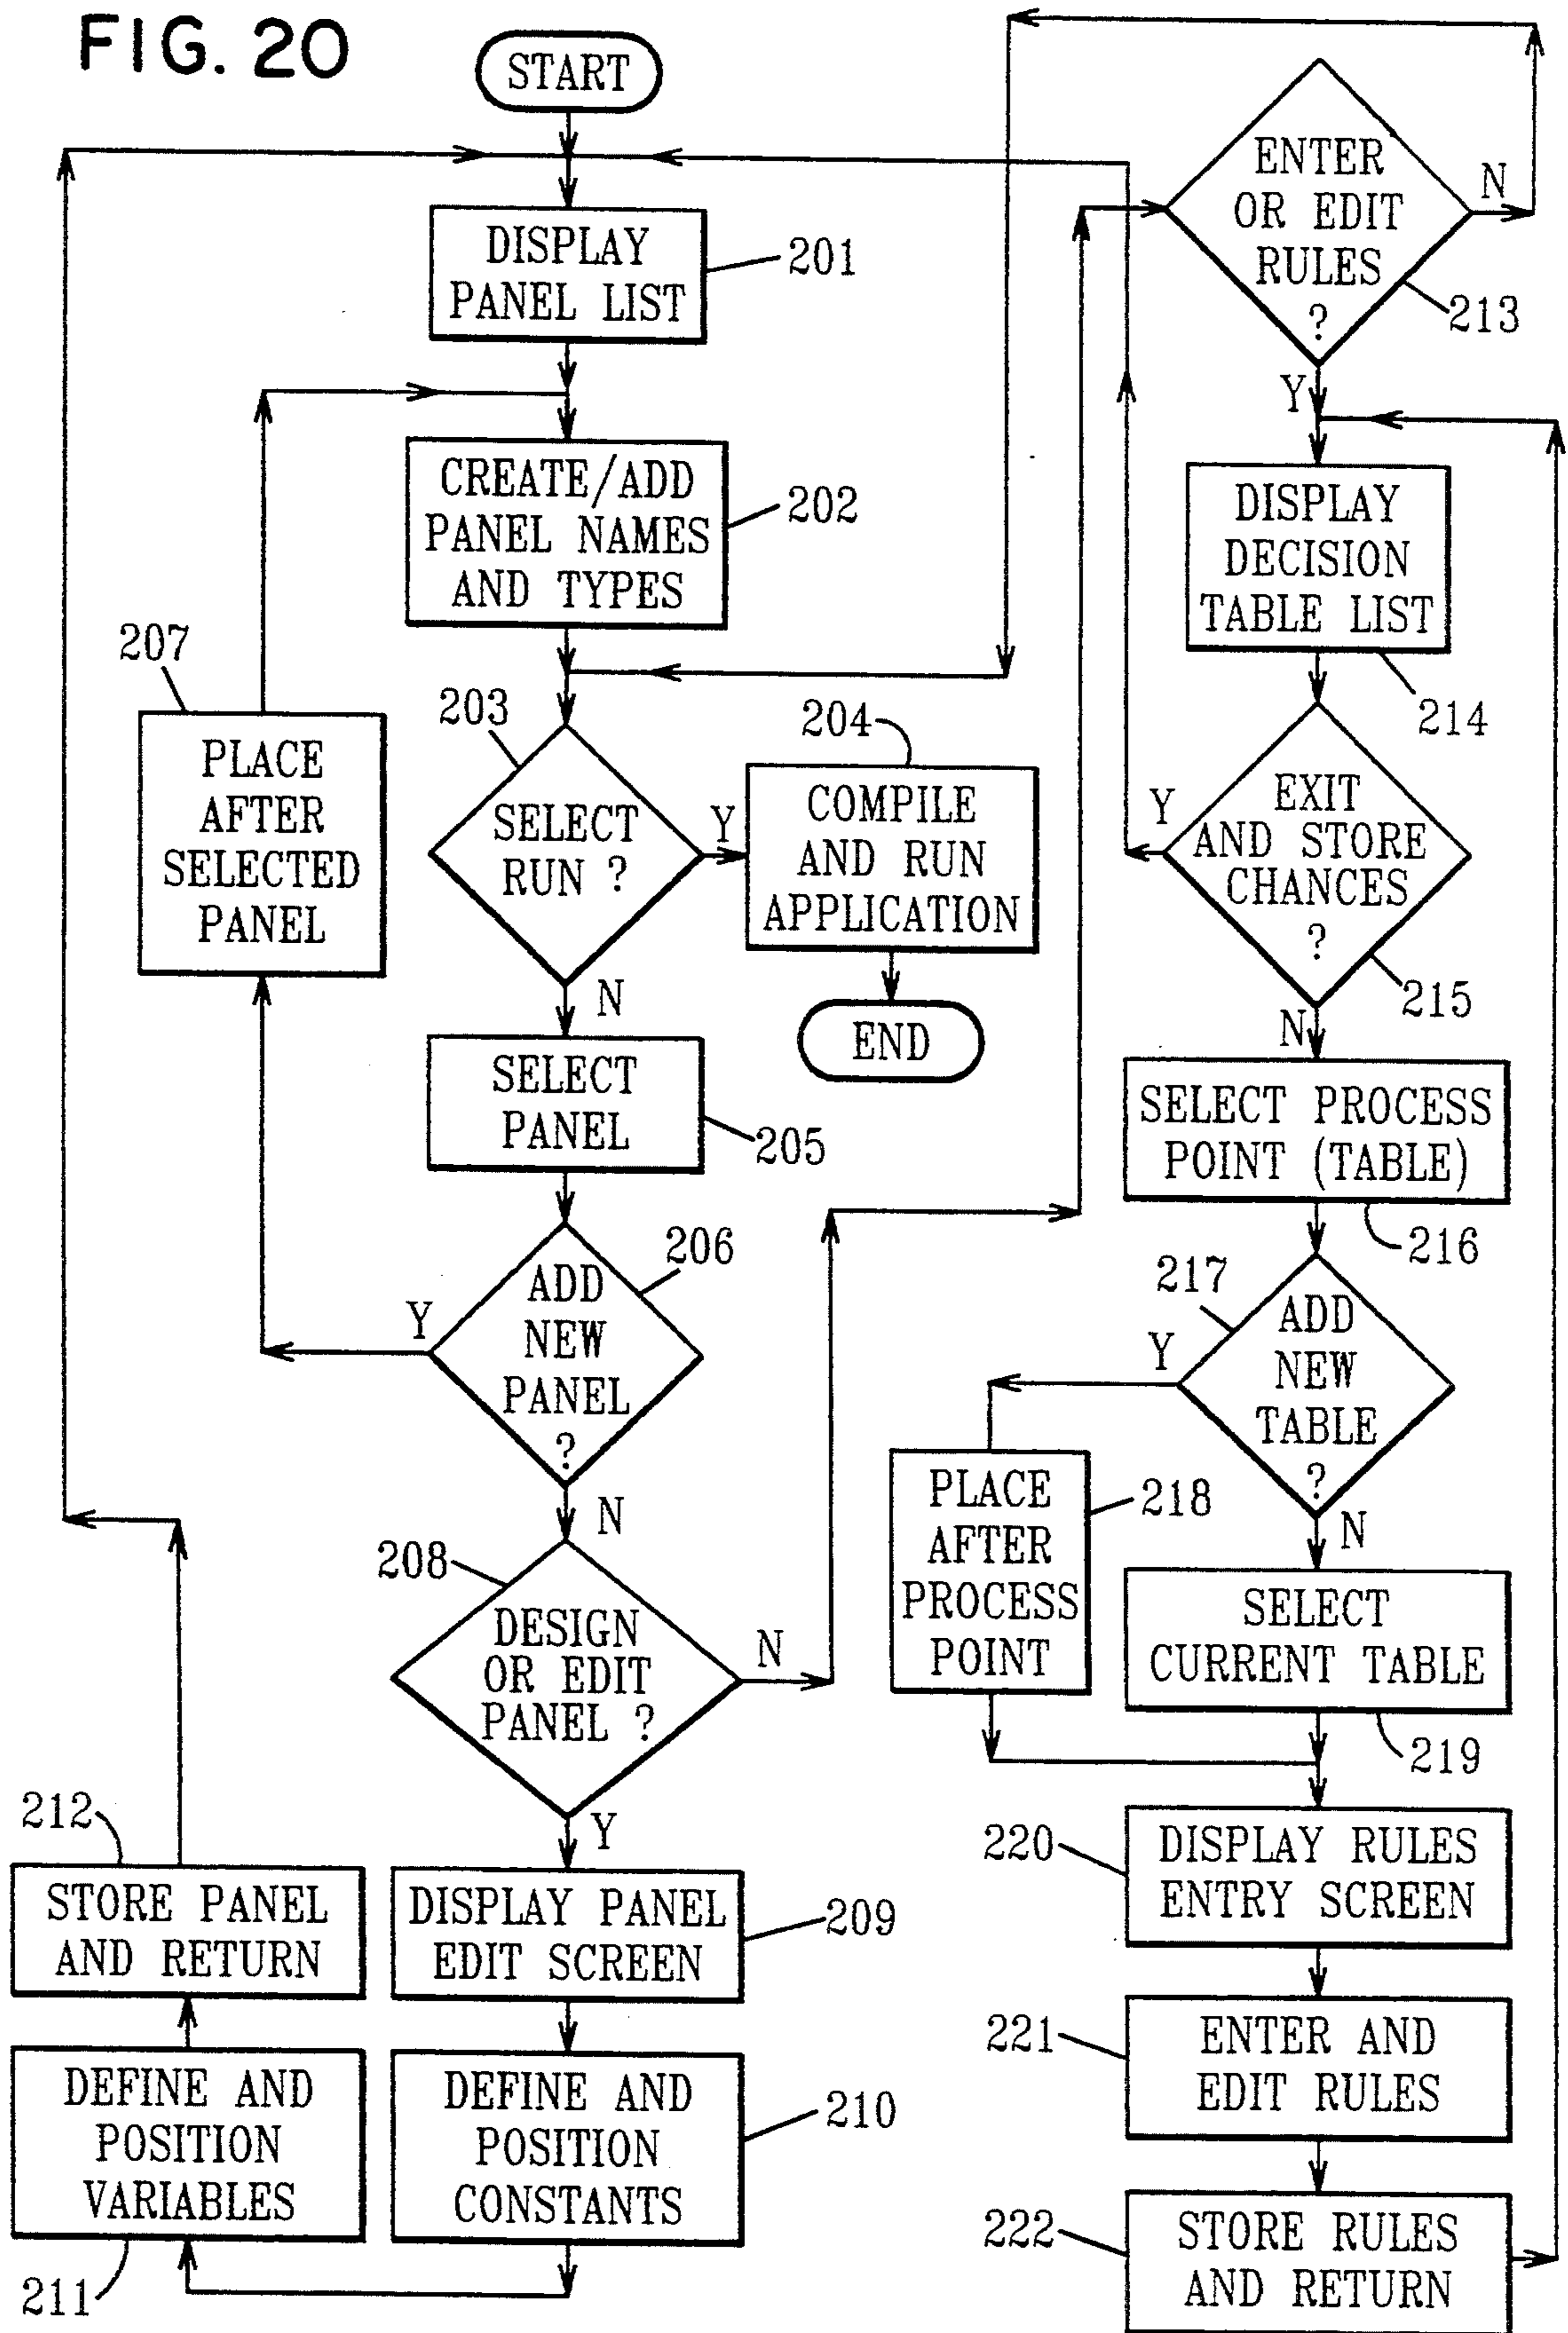 FIG. 20
START
DISPLAY
PANEL LIST
201
CREATE/ADD
PANEL NAMES
AND TYPES
202
203
SELECT
RUN ?
Y
N
204
COMPILE
AND RUN
APPLICATION
END
SELECT
PANEL
205
206
ADD
NEW
PANEL
?
Y
N
207
PLACE
AFTER
SELECTED
PANEL
208
DESIGN
OR EDIT
PANEL ?
N
Y
DISPLAY PANEL
EDIT SCREEN
209
DEFINE AND
POSITION
CONSTANTS
210
DEFINE AND
POSITION
VARIABLES
211
212
STORE PANEL
AND RETURN
ENTER
OR EDIT
RULES
?
N
213
Y
DISPLAY
DECISION
TABLE LIST
214
EXIT
AND STORE
CHANCES
?
Y
215
N
SELECT PROCESS
POINT (TABLE)
216
217
ADD
NEW
TABLE
?
Y
N
PLACE
AFTER
PROCESS
POINT
218
SELECT
CURRENT TABLE
219
220
DISPLAY RULES
ENTRY SCREEN
221
ENTER AND
EDIT RULES
222
STORE RULES
AND RETURN